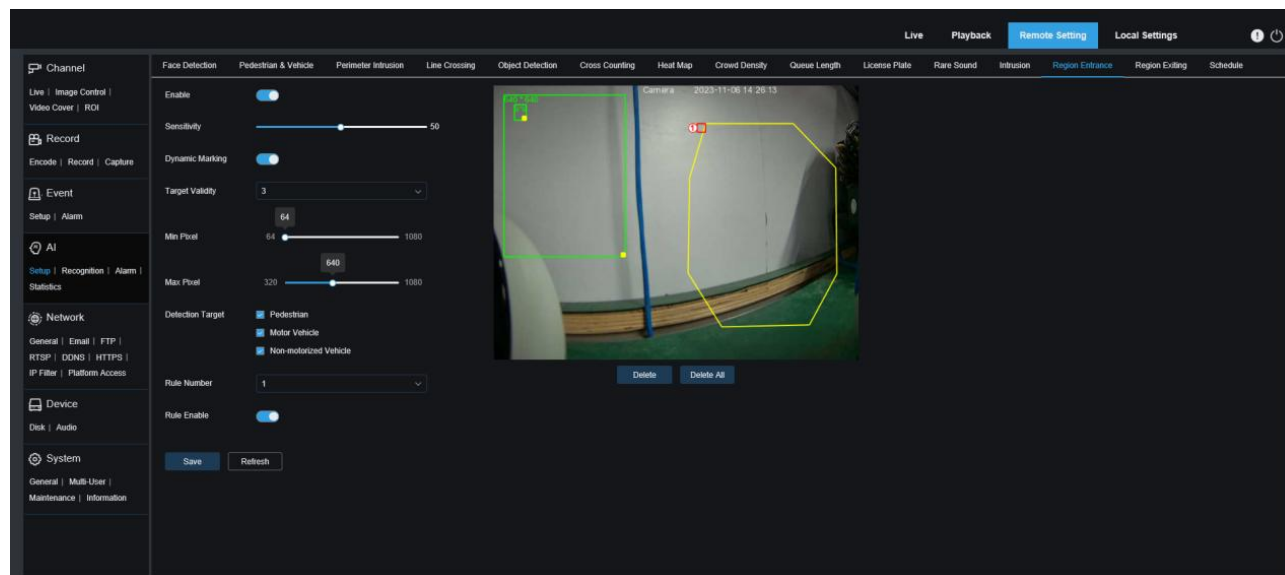 Live Playback Remote Setting Local Settings
Channel
Live | Image Control |
Video Cover | ROI
Record
Encode | Record | Capture
Event
Setup | Alarm
AI
Setup | Recognition | Alarm |
Statistics
Network
General | Email | FTP |
RTSP | DDNS | HTTPS |
IP Filter | Platform Access
Device
Disk | Audio
System
General | Multi-User |
Maintenance | Information
Face Detection Pedestrian & Vehicle Perimeter Intrusion Line Crossing Object Detection Cross Counting Heat Map Crowd Density Queue Length License Plate Rare Sound Intrusion Region Entrance Region Exiting Schedule
Enable
Sensitivity 50
Dynamic Marking
Target Validity 3
64
Min Pixel 64 1080
640
Max Pixel 320 1080
Detection Target Pedestrian
Motor Vehicle
Non-motorized Vehicle
Rule Number 1
Rule Enable
Save Refresh
640*640
Camera 2023-11-06 14 26 13
1
Delete Delete All